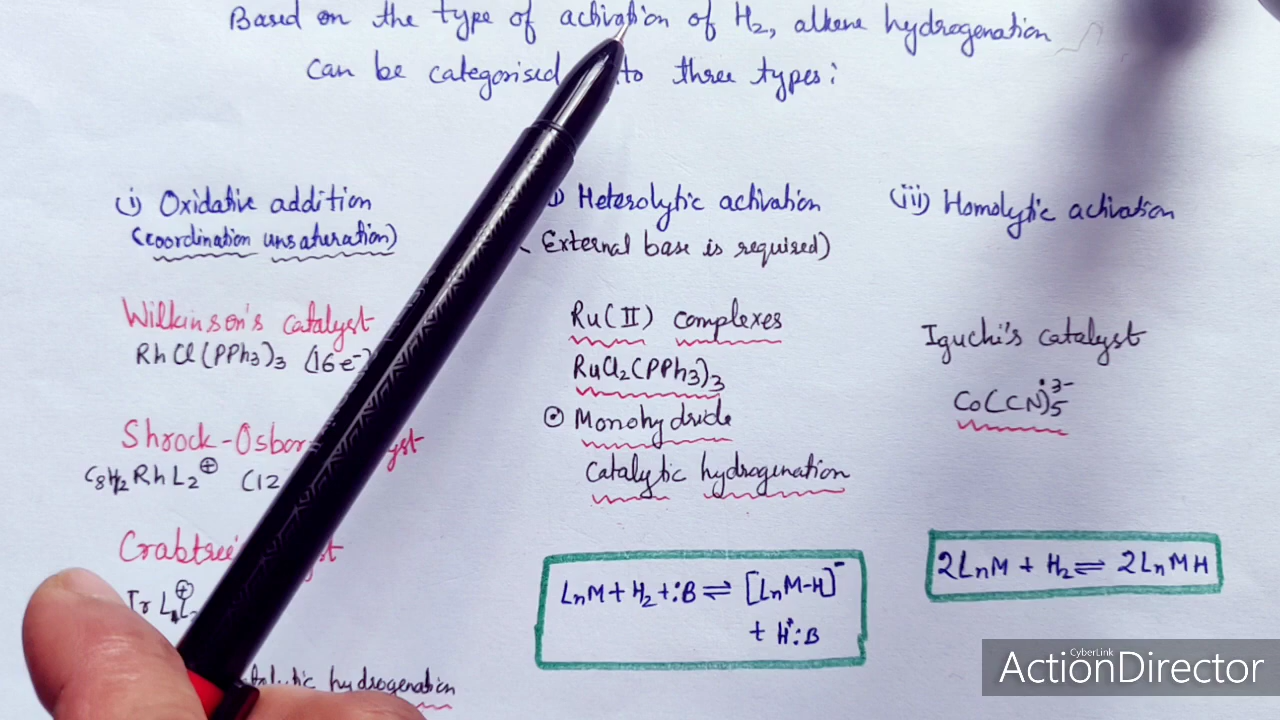 Based on the type of activation of H₂, alkene hydrogenation
can be categorised to three types:
(i) Oxidative addition
(coordination unsaturation)
Wilkinson's catalyst
RhCl(PPh₃)₃ (16e⁻)
Shrock-Osbor
C₈H₁₂RhL₂⊕ (12
Crabtree's
hydrogenation
Heterolytic activation
External base is required)
Ru(II) complexes
RuCl₂(PPh₃)₃
⊙ Monohydride
catalytic hydrogenation
LₙM + H₂ + :B ⇌ [LₙM-H]⁻
+ H⁺:B
(iii) Homolytic activation
Iguchi's catalyst
Co(CN)₅³⁻
2LₙM + H₂ ⇌ 2LₙMH
CyberLink
ActionDirector